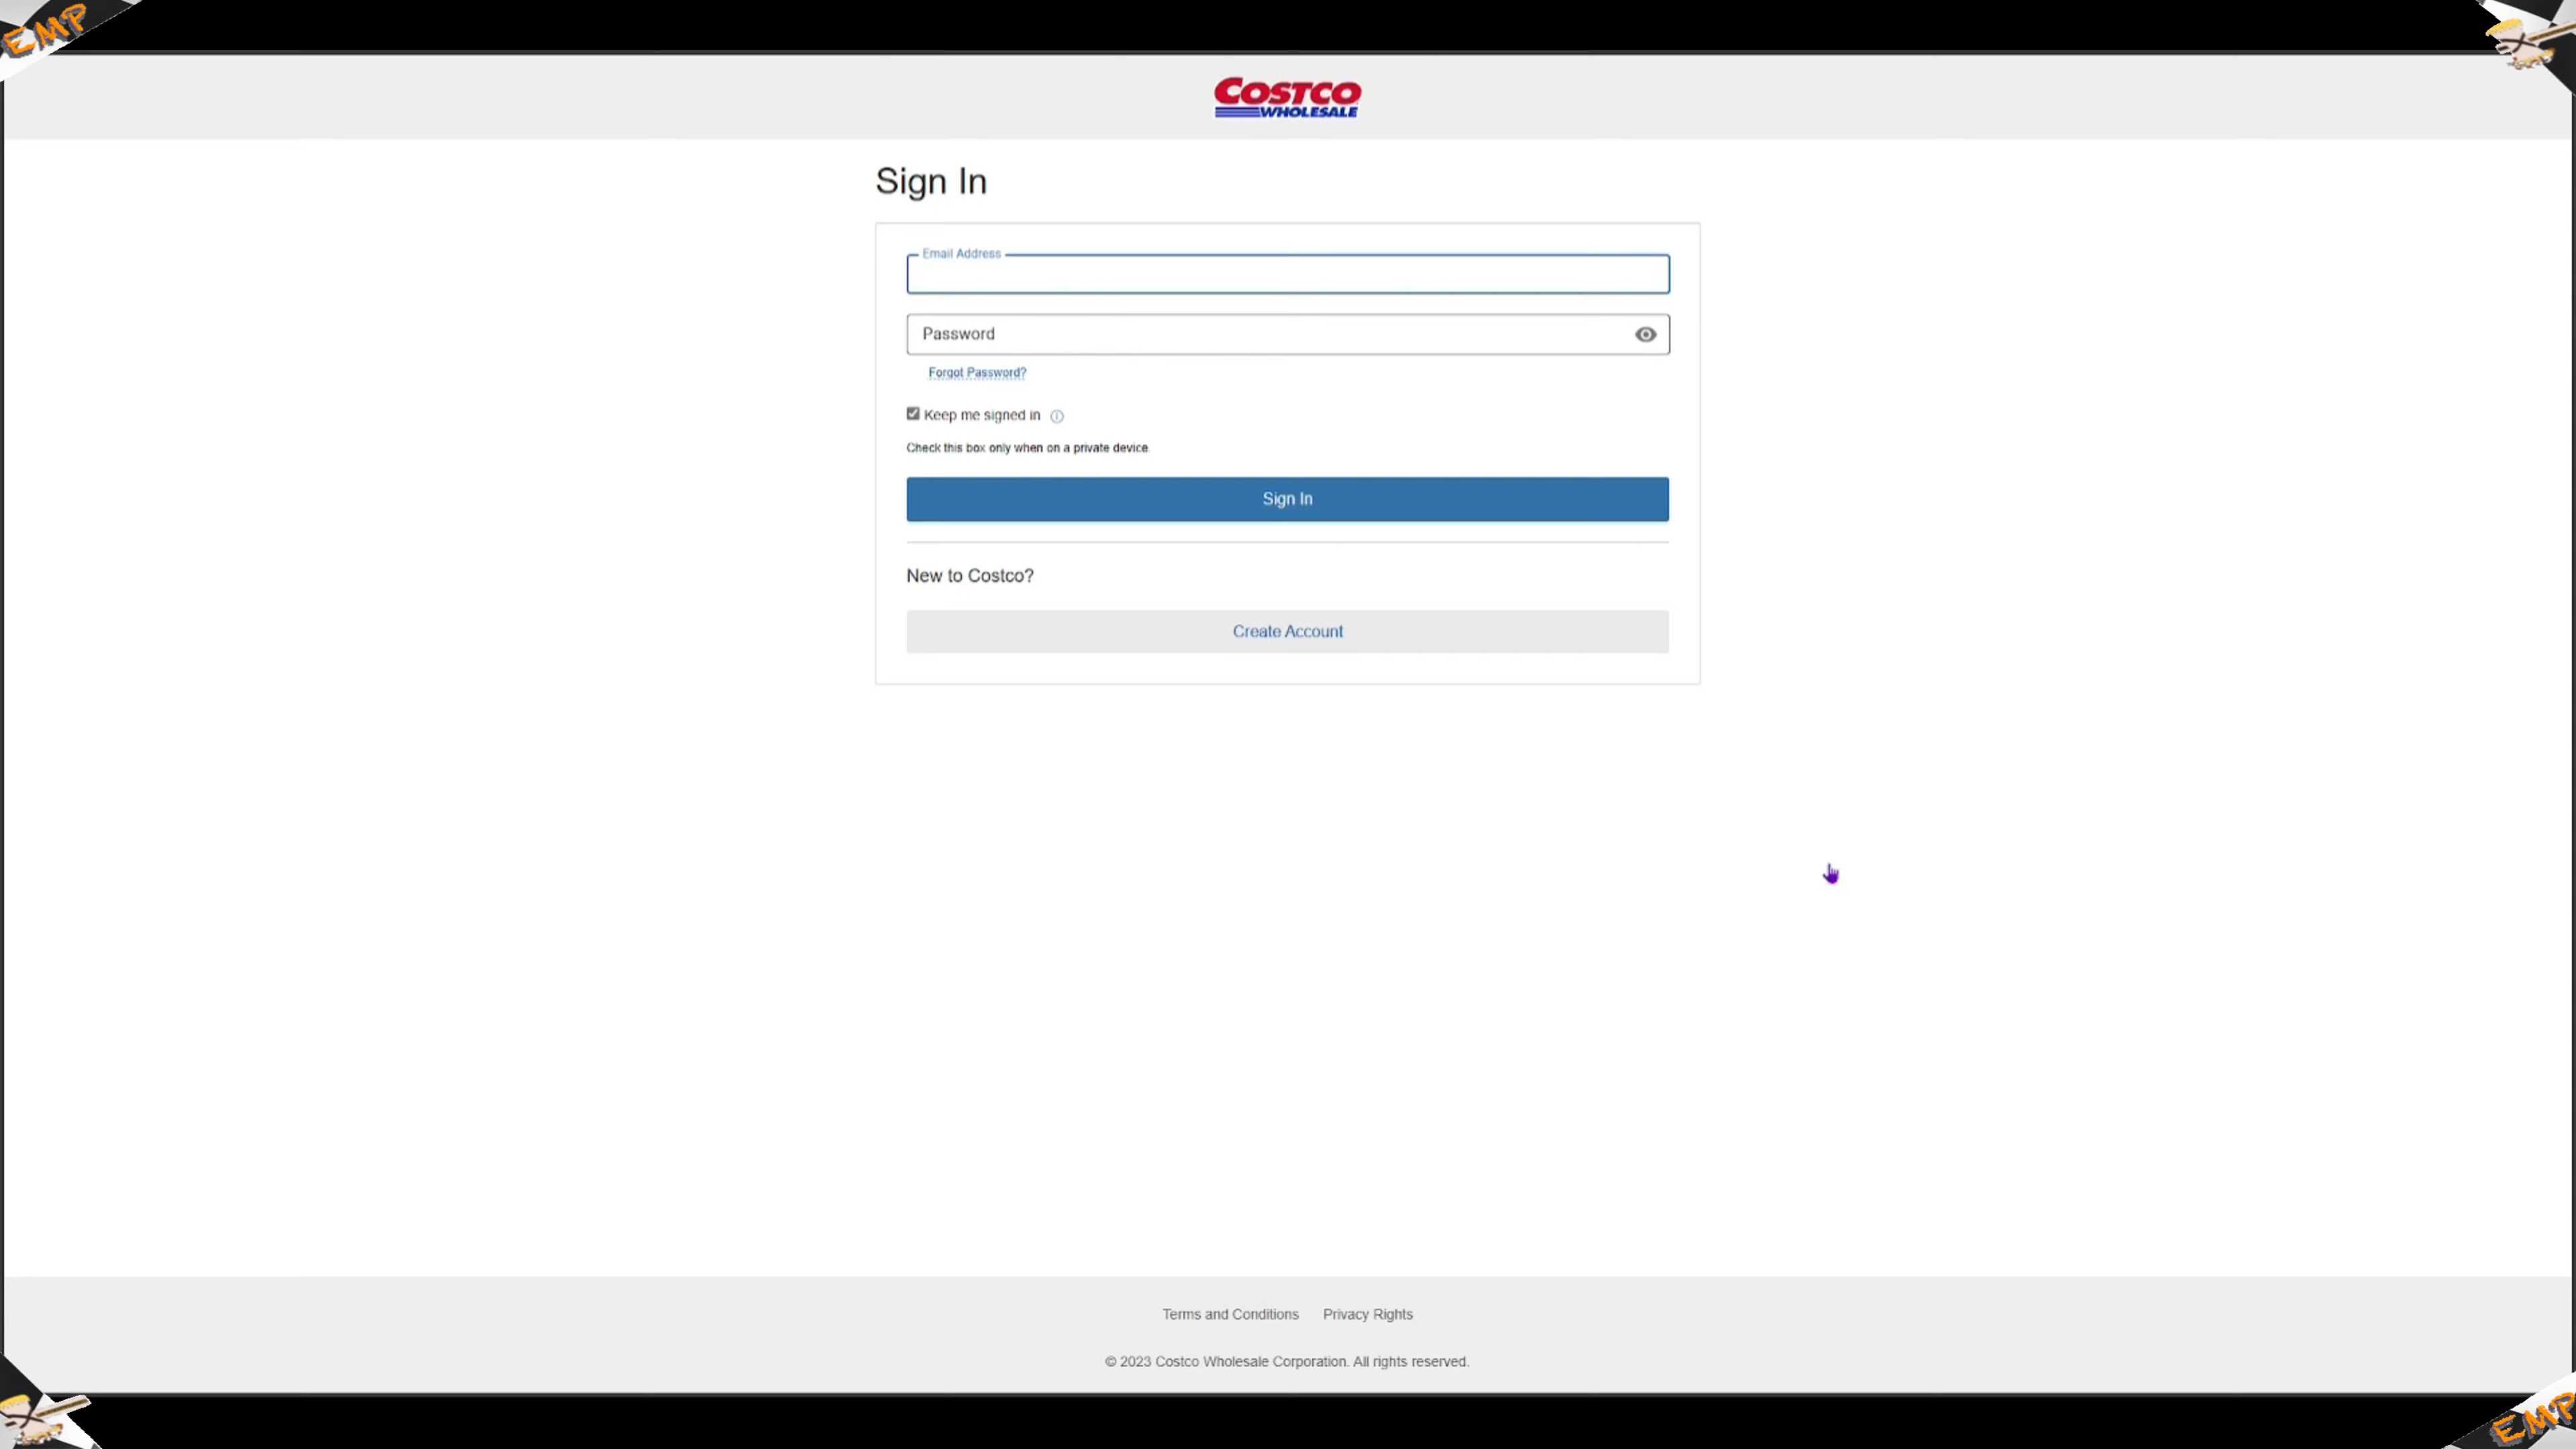 EMP
COSTCO
WHOLESALE
Sign In
Email Address
Password
Forgot Password?
Keep me signed in
Check this box only when on a private device.
Sign In
New to Costco?
Create Account
Terms and Conditions Privacy Rights
© 2023 Costco Wholesale Corporation. All rights reserved.
EMP